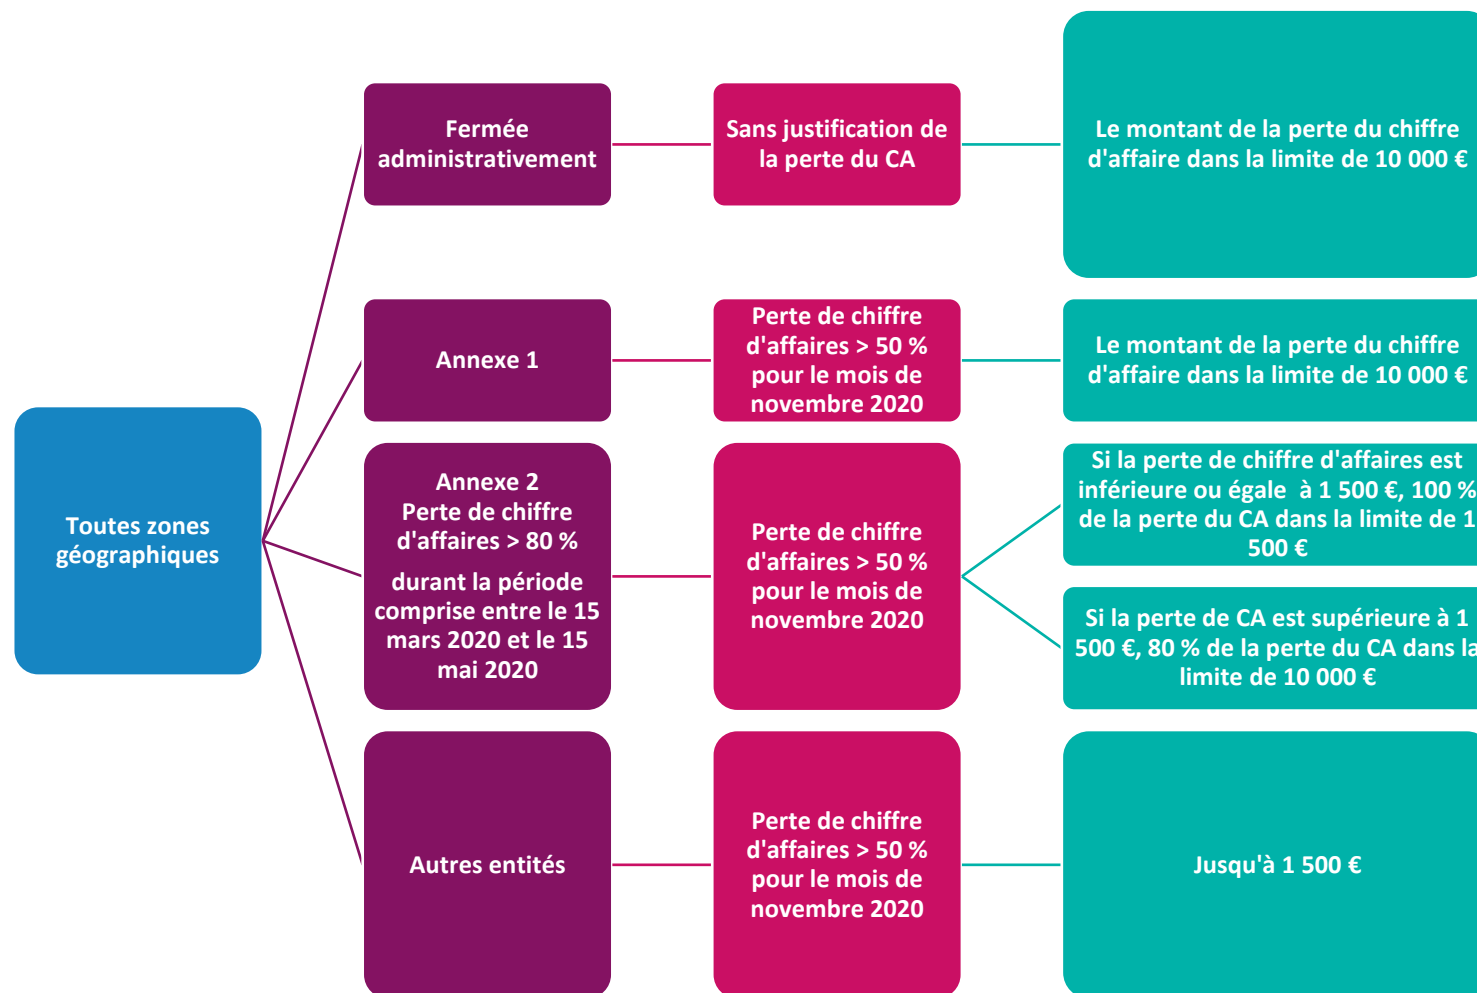 Toutes zones
géographiques
Fermée
administrativement
Sans justification de
la perte du CA
Le montant de la perte du chiffre
d'affaire dans la limite de 10 000 €
Annexe 1
Perte de chiffre
d'affaires > 50 %
pour le mois de
novembre 2020
Le montant de la perte du chiffre
d'affaire dans la limite de 10 000 €
Annexe 2
Perte de chiffre
d'affaires > 80 %
durant la période
comprise entre le 15
mars 2020 et le 15
mai 2020
Perte de chiffre
d'affaires > 50 %
pour le mois de
novembre 2020
Si la perte de chiffre d'affaires est
inférieure ou égale  à 1 500 €, 100 %
de la perte du CA dans la limite de 1
500 €
Si la perte de CA est supérieure à 1
500 €, 80 % de la perte du CA dans la
limite de 10 000 €
Autres entités
Perte de chiffre
d'affaires > 50 %
pour le mois de
novembre 2020
Jusqu'à 1 500 €